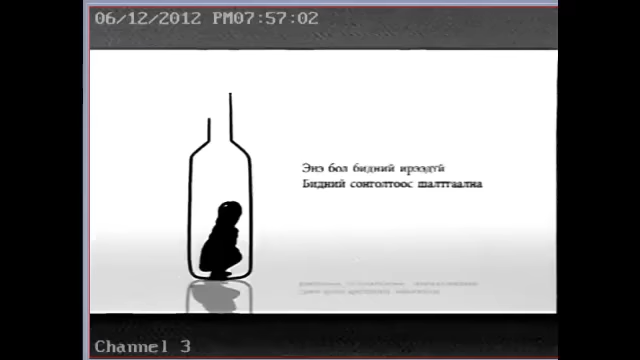 06/12/2012 PM07:57:02
Энэ бол бидний ирээдүй
Бидний сонголтоос шалтгаална
Channel 3